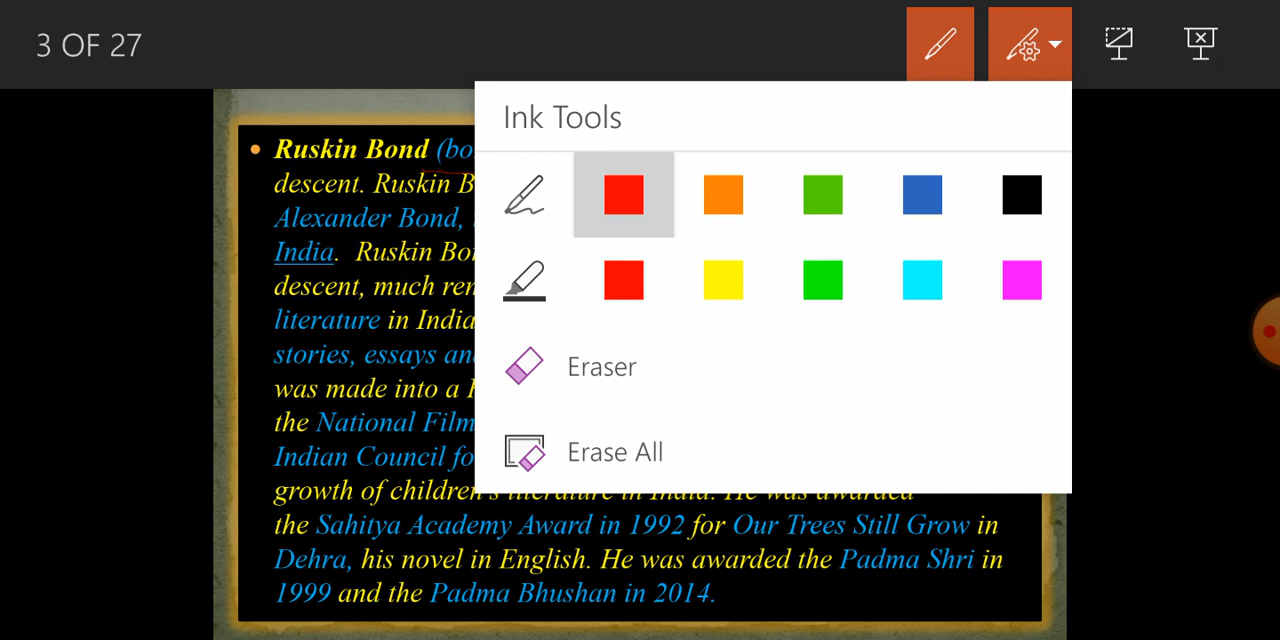 3 OF 27
Ink Tools
Eraser
Erase All
• Ruskin Bond (bo
descent. Ruskin B
Alexander Bond,
India. Ruskin Bon
descent, much ren
literature in India
stories, essays an
was made into a
the National Film
Indian Council fo
growth of children's literature in India. He was awarded
the Sahitya Academy Award in 1992 for Our Trees Still Grow in
Dehra, his novel in English. He was awarded the Padma Shri in
1999 and the Padma Bhushan in 2014.